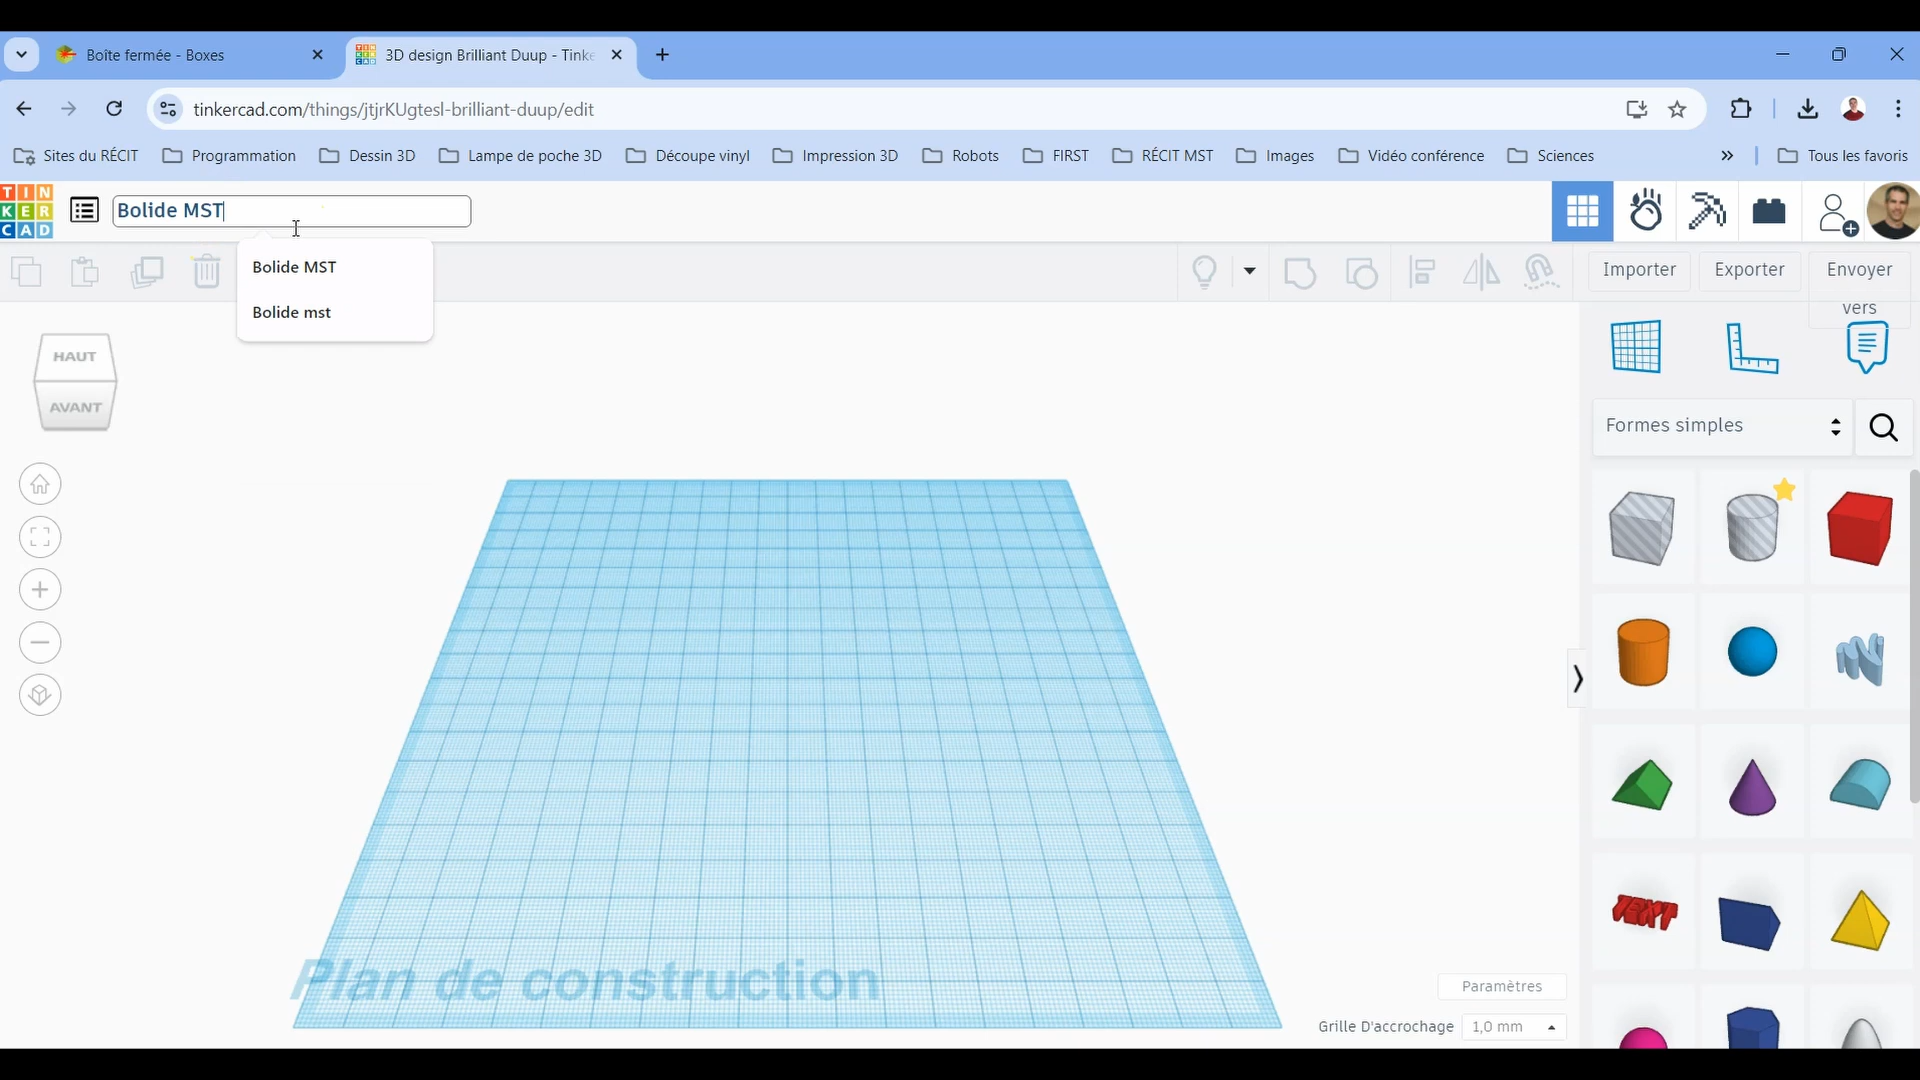 Boîte fermée - Boxes
3D design Brilliant Duup - Tinke
tinkercad.com/things/jtjrKUgtesl-brilliant-duup/edit
Sites du RÉCIT
Programmation
Dessin 3D
Lampe de poche 3D
Découpe vinyl
Impression 3D
Robots
FIRST
RÉCIT MST
Images
Vidéo conférence
Sciences
Tous les favoris
TIN
KER
CAD
Bolide MST
Bolide MST
Bolide mst
Importer
Exporter
Envoyer
vers
HAUT
AVANT
Formes simples
TEXT
Plan de construction
Paramètres
Grille D'accrochage
1,0 mm